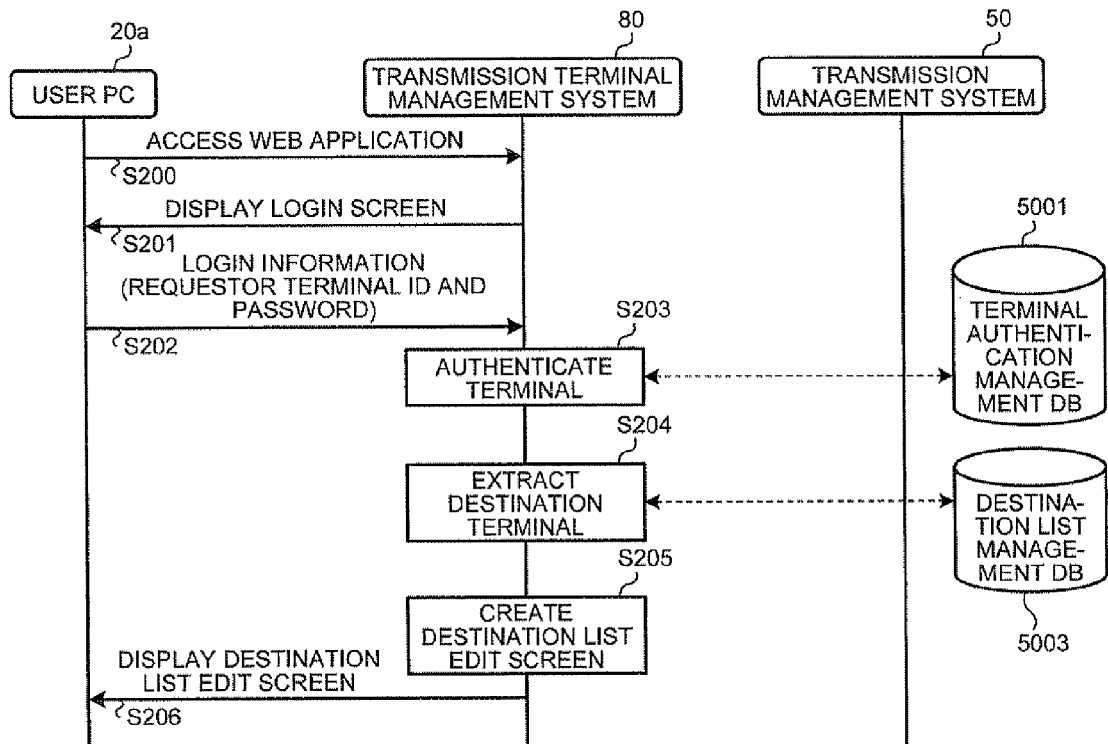 20a
80
50
USER PC
TRANSMISSION TERMINAL
MANAGEMENT SYSTEM
TRANSMISSION
MANAGEMENT SYSTEM
ACCESS WEB APPLICATION
S200
DISPLAY LOGIN SCREEN
S201
LOGIN INFORMATION
(REQUESTOR TERMINAL ID AND
PASSWORD)
S202
5001
TERMINAL
AUTHENTI-
CATION
MANAGE-
MENT DB
S203
AUTHENTICATE
TERMINAL
S204
EXTRACT
DESTINATION
TERMINAL
DESTINA-
TION LIST
MANAGE-
MENT DB
5003
S205
CREATE
DESTINATION LIST
EDIT SCREEN
DISPLAY DESTINATION
LIST EDIT SCREEN
S206